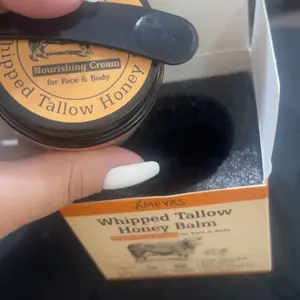 Nourishing Cream
for Face & Body
Whipped Tallow Honey
AMEYAS
Whipped Tallow
Honey Balm
for Face & Body